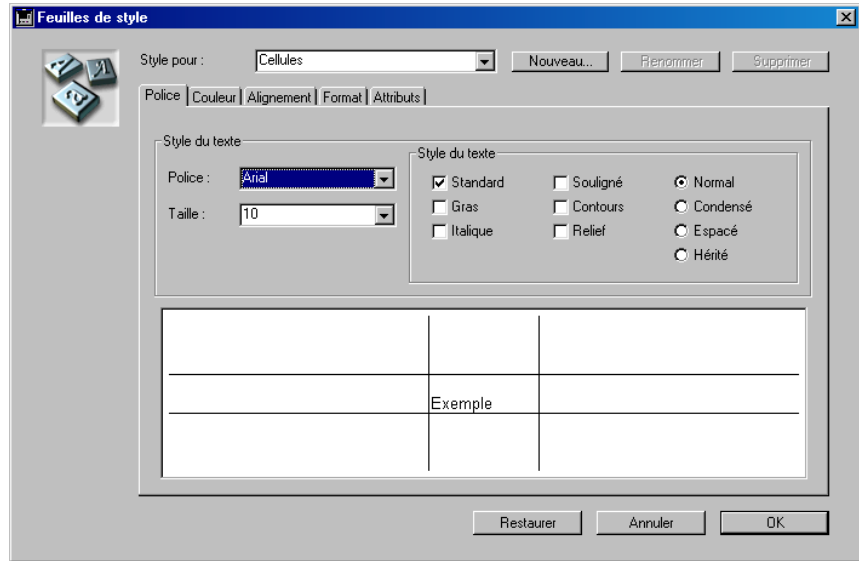 Feuilles de style
Style pour : Cellules Nouveau... Renommer Supprimer
Police Couleur Alignement Format Attributs
Style du texte
Police : Arial
Taille : 10
Style du texte
Standard Souligné Normal
Gras Contours Condensé
Italique Relief Espacé
Hérité
Exemple
Restaurer Annuler OK